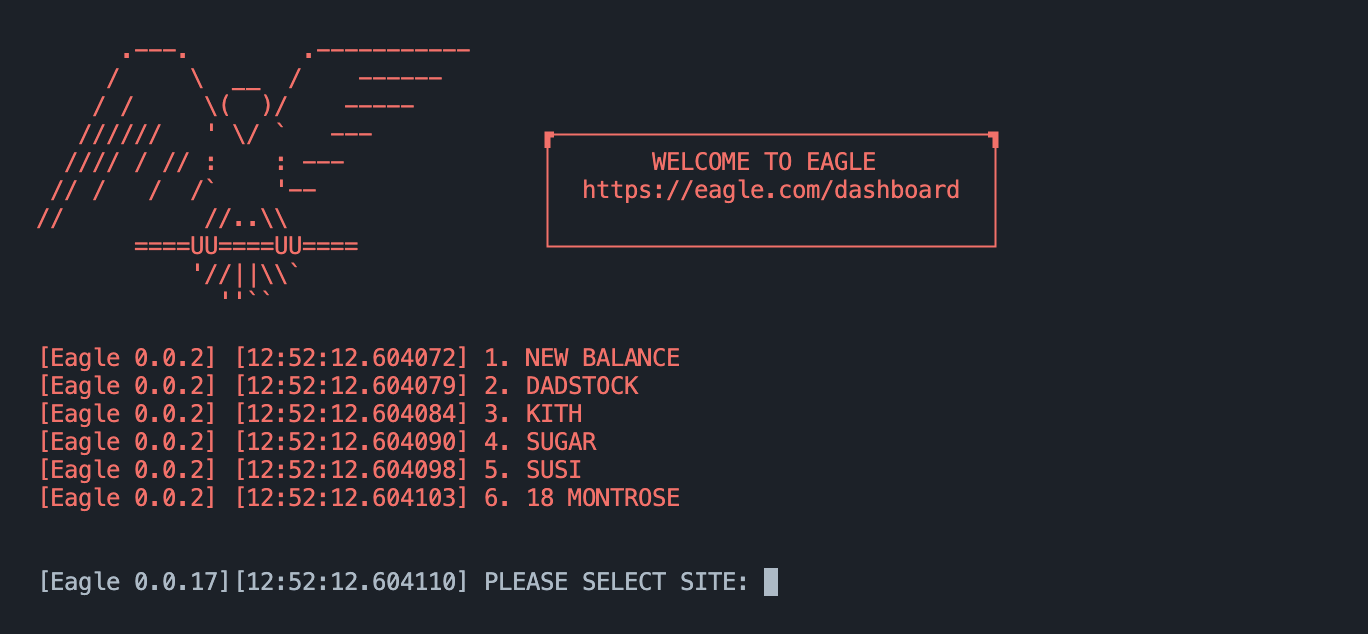 WELCOME TO EAGLE
https://eagle.com/dashboard
[Eagle 0.0.2] [12:52:12.604072] 1. NEW BALANCE
[Eagle 0.0.2] [12:52:12.604079] 2. DADSTOCK
[Eagle 0.0.2] [12:52:12.604084] 3. KITH
[Eagle 0.0.2] [12:52:12.604090] 4. SUGAR
[Eagle 0.0.2] [12:52:12.604098] 5. SUSI
[Eagle 0.0.2] [12:52:12.604103] 6. 18 MONTROSE
[Eagle 0.0.17][12:52:12.604110] PLEASE SELECT SITE: